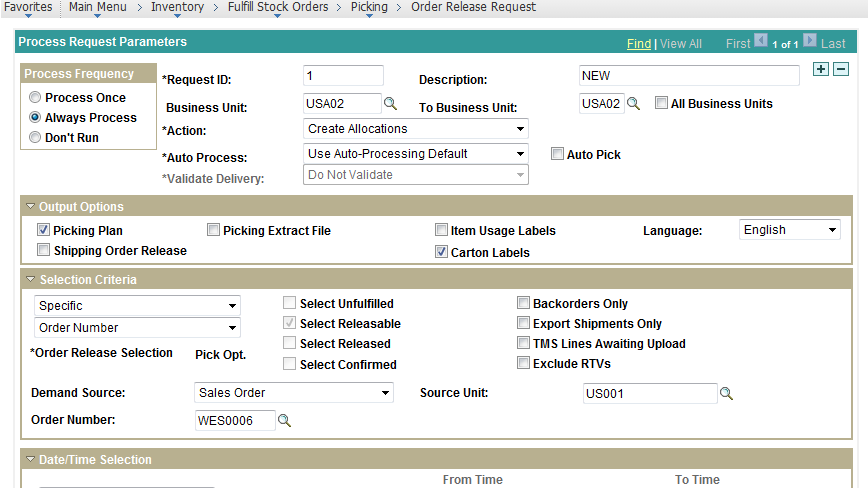 Favorites Main Menu > Inventory > Fulfill Stock Orders > Picking > Order Release Request
Process Request Parameters Find | View All First 1 of 1 Last
Process Frequency
Process Once
Always Process
Don't Run
*Request ID: 1 Description: NEW
Business Unit: USA02 To Business Unit: USA02 All Business Units
*Action: Create Allocations
*Auto Process: Use Auto-Processing Default Auto Pick
*Validate Delivery: Do Not Validate
Output Options
Picking Plan Picking Extract File Item Usage Labels Language: English
Shipping Order Release Carton Labels
Selection Criteria
Specific Select Unfulfilled Backorders Only
Order Number Select Releasable Export Shipments Only
*Order Release Selection Pick Opt. Select Released TMS Lines Awaiting Upload
Select Confirmed Exclude RTVs
Demand Source: Sales Order Source Unit: US001
Order Number: WES0006
Date/Time Selection
From Time To Time